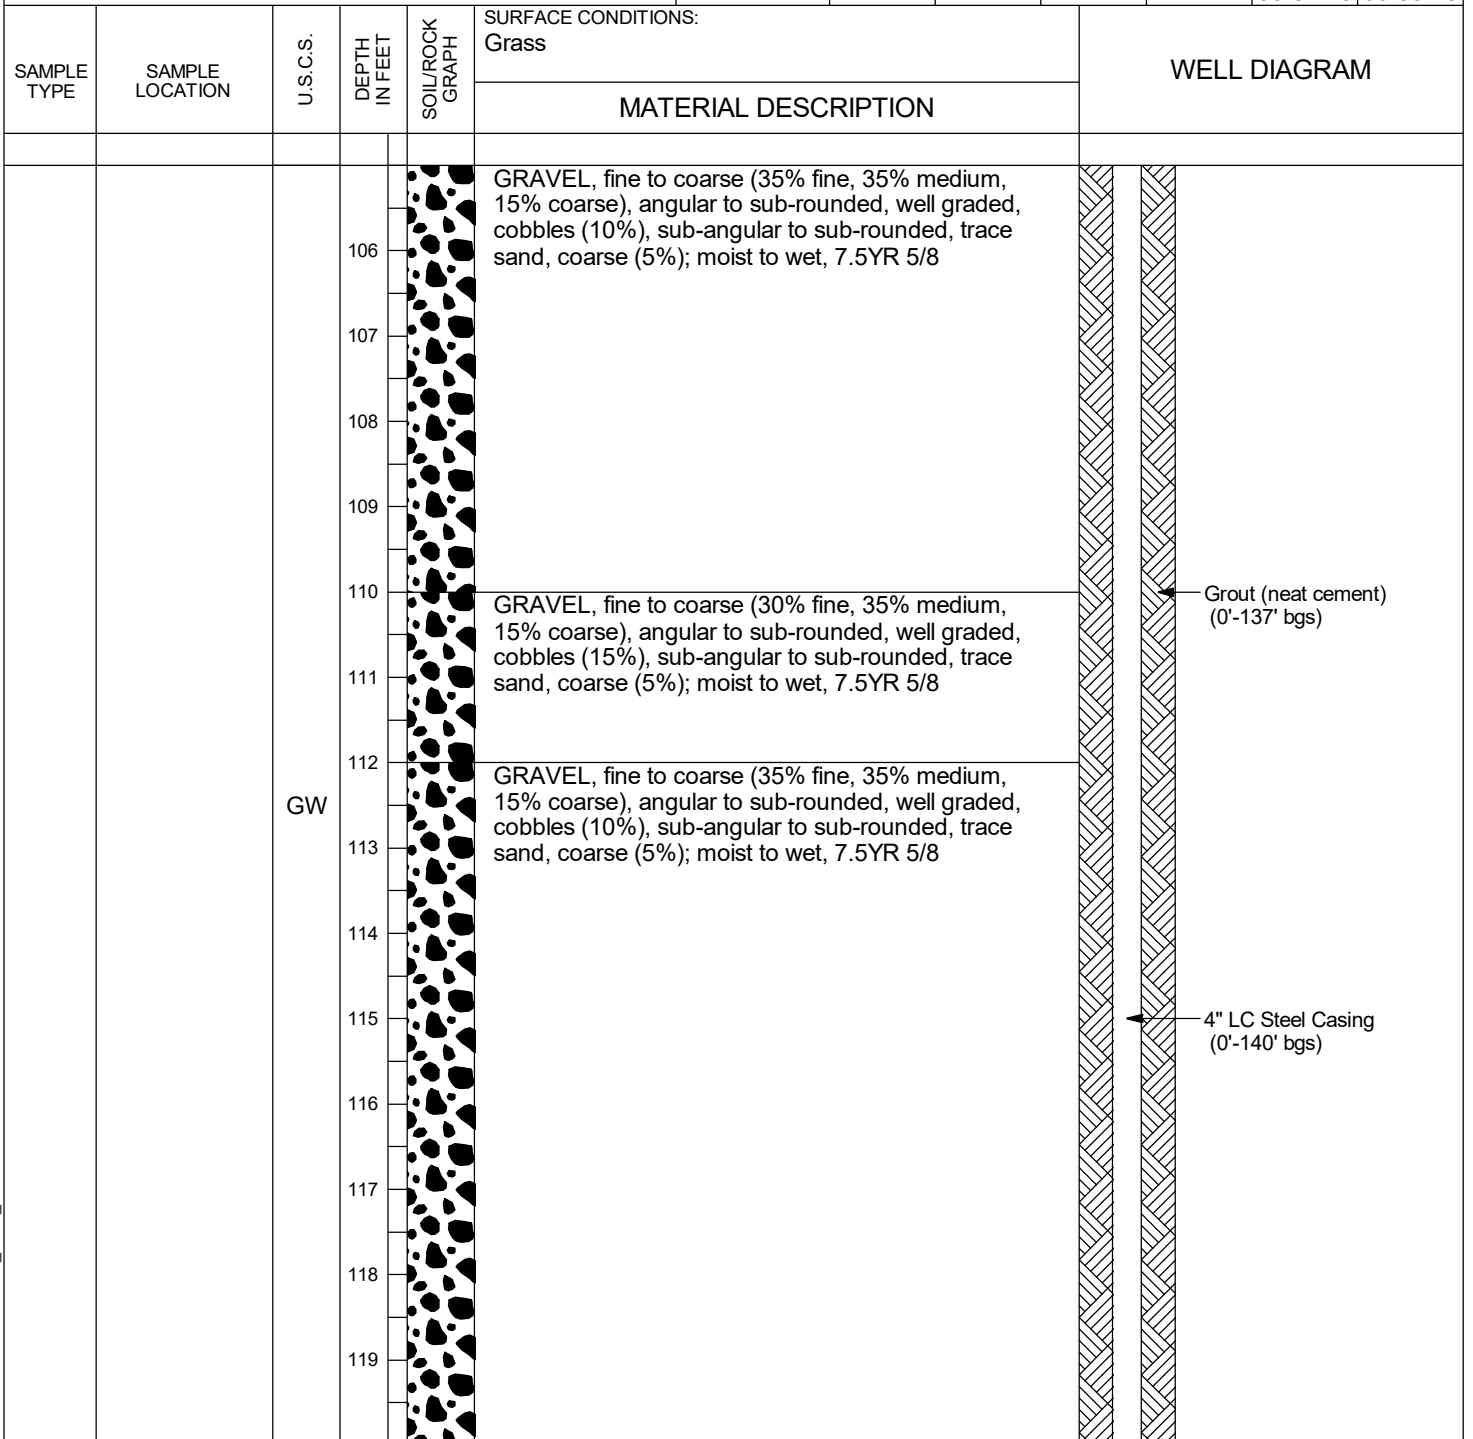 SURFACE CONDITIONS:
Grass
SAMPLE
TYPE
SAMPLE
LOCATION
U.S.C.S.
DEPTH
IN FEET
SOIL/ROCK
GRAPH
MATERIAL DESCRIPTION
WELL DIAGRAM
GRAVEL, fine to coarse (35% fine, 35% medium,
15% coarse), angular to sub-rounded, well graded,
cobbles (10%), sub-angular to sub-rounded, trace
sand, coarse (5%); moist to wet, 7.5YR 5/8
106
107
108
109
110
Grout (neat cement)
(0'-137' bgs)
GRAVEL, fine to coarse (30% fine, 35% medium,
15% coarse), angular to sub-rounded, well graded,
cobbles (15%), sub-angular to sub-rounded, trace
sand, coarse (5%); moist to wet, 7.5YR 5/8
111
112
GRAVEL, fine to coarse (35% fine, 35% medium,
15% coarse), angular to sub-rounded, well graded,
cobbles (10%), sub-angular to sub-rounded, trace
sand, coarse (5%); moist to wet, 7.5YR 5/8
GW
113
114
115
4" LC Steel Casing
(0'-140' bgs)
116
117
118
119